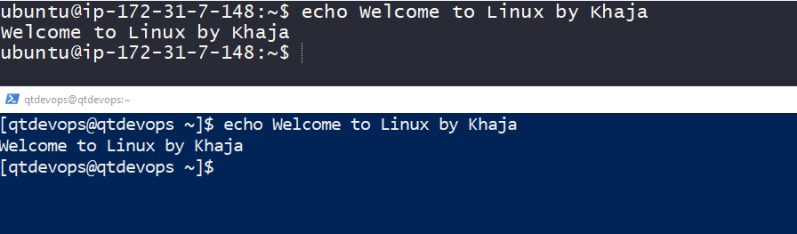 ubuntu@ip-172-31-7-148:~$ echo Welcome to Linux by Khaja
Welcome to Linux by Khaja
ubuntu@ip-172-31-7-148:~$
qtdevops@qtdevops:~
[qtdevops@qtdevops ~]$ echo Welcome to Linux by Khaja
Welcome to Linux by Khaja
[qtdevops@qtdevops ~]$